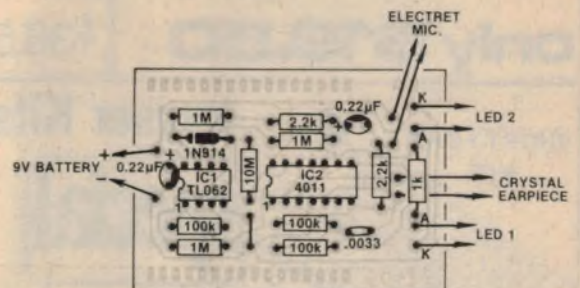 ELECTRET
MIC.
1M
2.2k
0.22µF
K
LED 2
1N914
1M
A
+
+
+
9V BATTERY
0.22µF
IC1
TL062
10M
IC2
4011
2.2k
1k
CRYSTAL
EARPIECE
1
1
100k
100k
A
LED 1
1M
100k
.0033
K